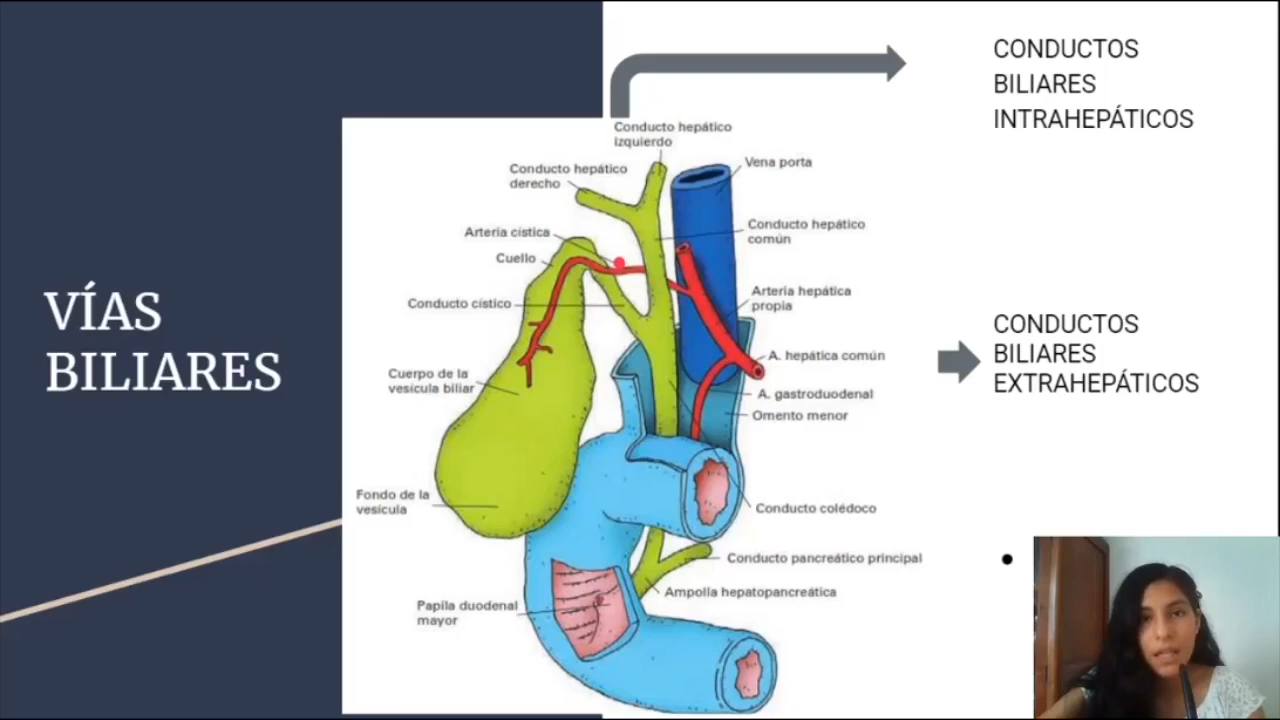 VÍAS
BILIARES
CONDUCTOS
BILIARES
INTRAHEPÁTICOS
Conducto hepático
izquierdo
Conducto hepático
derecho
Vena porta
Arteria cística
Conducto hepático
común
Cuello
Conducto cístico
Arteria hepática
propia
A. hepática común
Cuerpo de la
vesícula biliar
A. gastroduodenal
Omento menor
Fondo de la
vesícula
Conducto colédoco
Conducto pancreático principal
Ampolla hepatopancreática
Papila duodenal
mayor
CONDUCTOS
BILIARES
EXTRAHEPÁTICOS